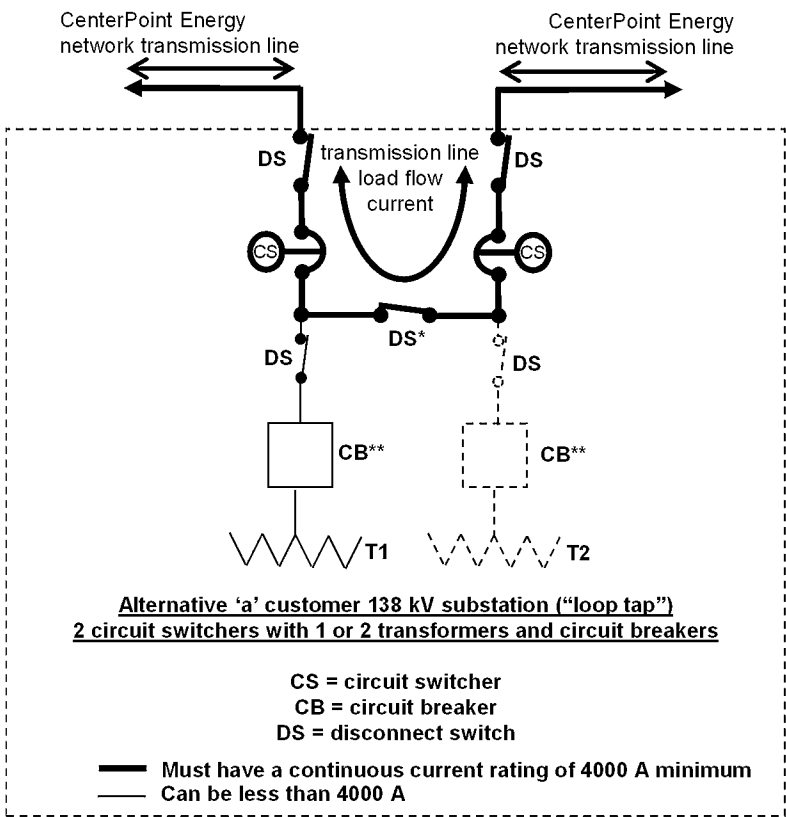 CenterPoint Energy
network transmission line
CenterPoint Energy
network transmission line
DS
transmission line
load flow
current
DS
CS
CS
DS*
DS
DS
CB**
CB**
T1
T2
Alternative ‘a’ customer 138 kV substation (“loop tap”)
2 circuit switchers with 1 or 2 transformers and circuit breakers
CS = circuit switcher
CB = circuit breaker
DS = disconnect switch
Must have a continuous current rating of 4000 A minimum
Can be less than 4000 A